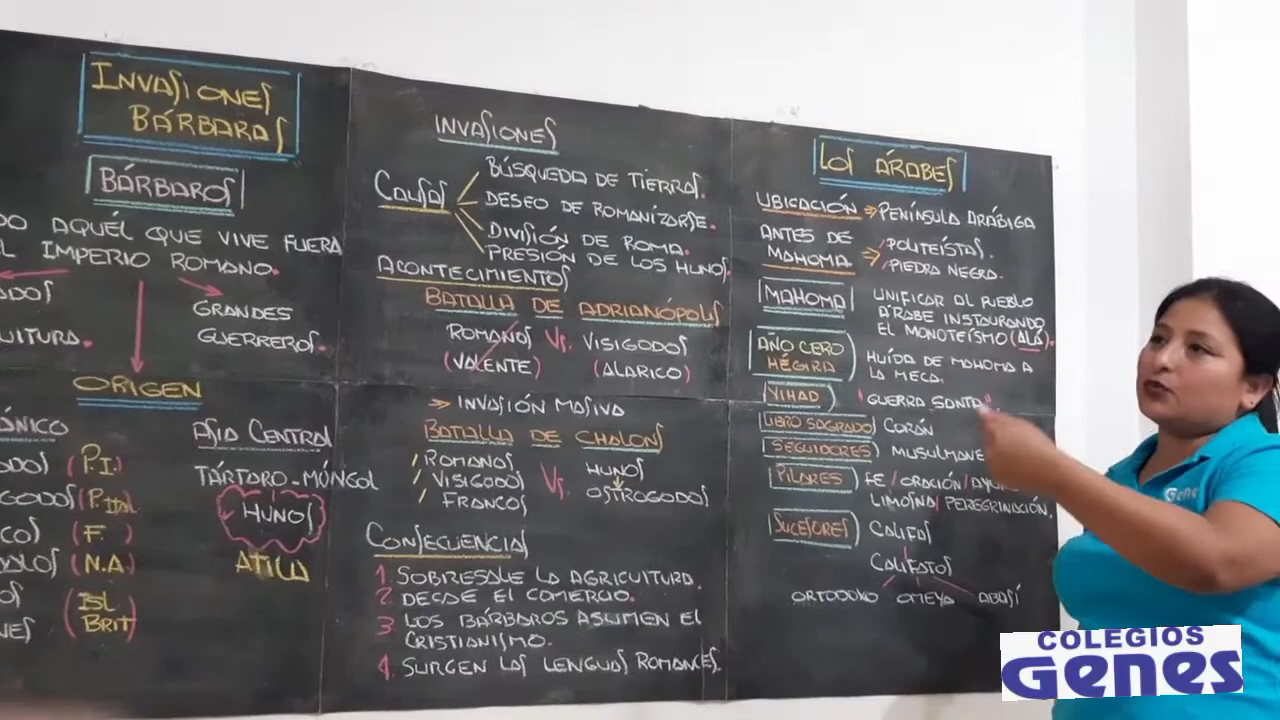 INVASIONES
BÁRBARAS
BÁRBAROS
DO AQUÉL QUE VIVE FUERA
L IMPERIO ROMANO.
GRANDES
GUERREROS.
ORIGEN
(P.I.)
(P. Ital)
(F.)
(N.A.)
(Isl.
Brit)
ASIA CENTRAL
TÁRTARO-MÓNGOL
HUNOS
ATILA
INVASIONES
CAUSAS
BÚSQUEDA DE TIERRAS.
DESEO DE ROMANIZARSE.
DIVISIÓN DE ROMA.
PRESIÓN DE LOS HUNOS.
ACONTECIMIENTOS
BATALLA DE ADRIANÓPOLIS
ROMANOS Vs. VISIGODOS
(VALENTE) (ALARICO)
INVASIÓN MASIVA
BATALLA DE CHALONS
ROMANOS
VISIGODOS
FRANCOS
Vs.
HUNOS
OSTROGODOS
CONSECUENCIAS
1. SOBRESALE LA AGRICULTURA.
2. DECAE EL COMERCIO.
3 LOS BÁRBAROS ASUMEN EL
CRISTIANISMO.
4. SURGEN LAS LENGUAS ROMANCES.
LOS ÁRABES
UBICACIÓN PENÍNSULA ARÁBIGA
ANTES DE
MAHOMA
/POLITEÍSTAS.
/PIEDRA NEGRA.
MAHOMA
UNIFICAR AL PUEBLO
ÁRABE INSTAURANDO
EL MONOTEÍSMO (ALÁ).
AÑO CERO
HÉGIRA
HUÍDA DE MAHOMA A
LA MECA.
YIHAD "GUERRA SANTA"
LIBRO SAGRADO CORÁN
SEGUIDORES MUSULMANE
PILARES FE / ORACIÓN / AYU
LIMOSNA / PEREGRINACIÓN.
SUCESORES CALIFAS
CALIFATOS
ORTODOXO OMEYA ABASÍ
Genes
COLEGIOS
Genes